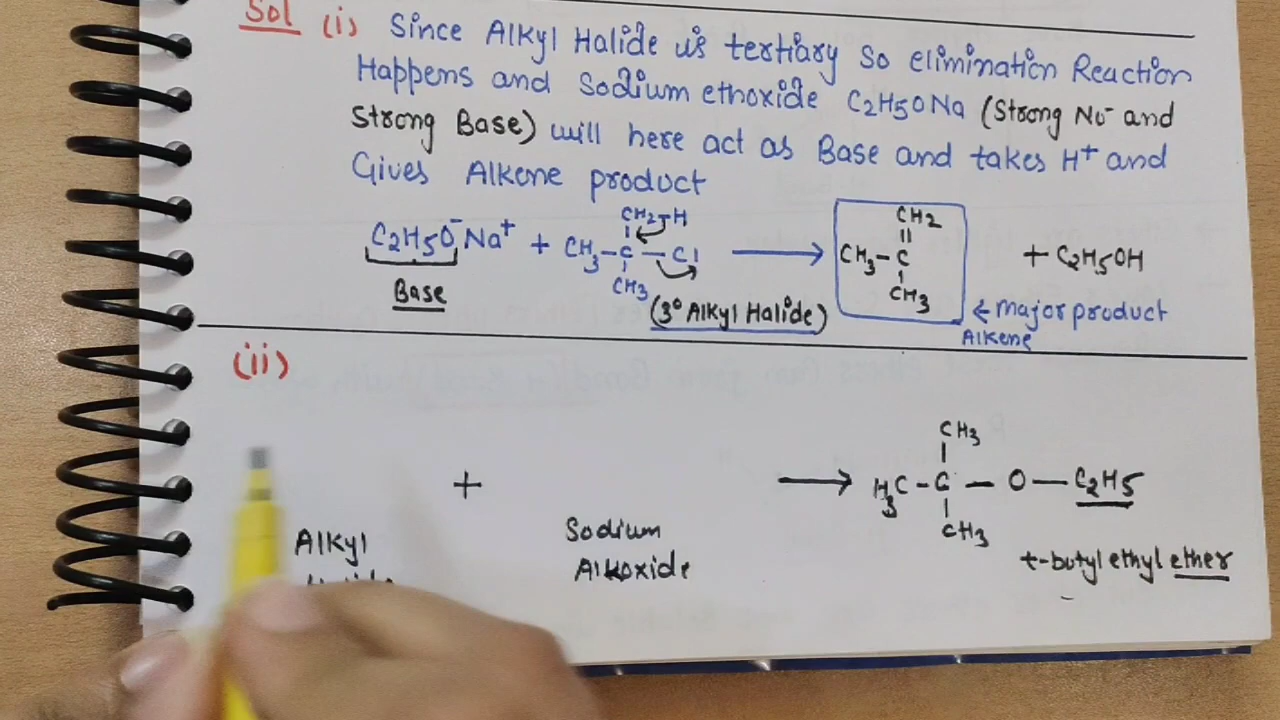 Sol (i) Since Alkyl Halide is tertiary So elimination Reaction
Happens and Sodium ethoxide C2H5ONa (Strong Nu- and
Strong Base) will here act as Base and takes H+ and
Gives Alkene product
CH2-H
C2H5O- Na+ + CH3-C-Cl
CH3
Base
(3° Alkyl Halide)
CH2
||
CH3-C
CH3
+ C2H5OH
← major product
Alkene
(ii)
+
Alkyl
Sodium
Alkoxide
CH3
H3C-C-O-C2H5
CH3
t-butyl ethyl ether